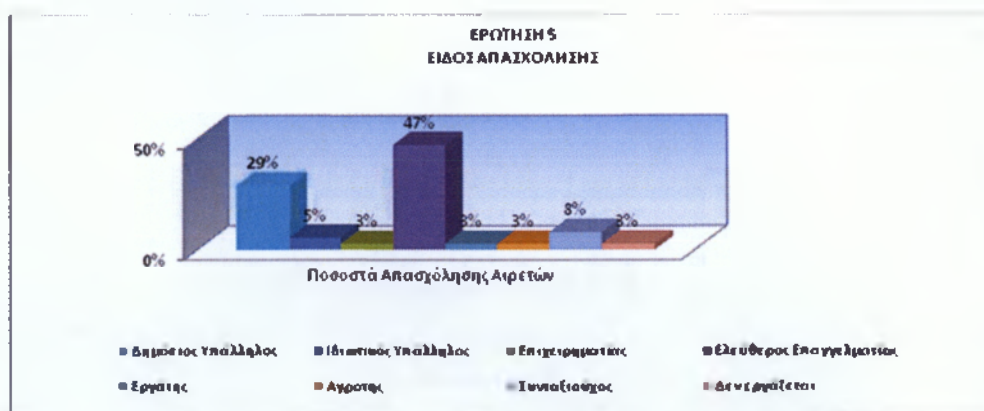 ΕΡΩΤΗΣΗ 5
ΕΙΔΟΣ ΑΠΑΣΧΟΛΗΣΗΣ
47%
50%
29%
5%
3%
3%
3%
8%
3%
0%
Ποσοστά Απασχόλησης Αιρετών
Δημόσιος Υπάλληλος
Ιδιωτικός Υπάλληλος
Επιχειρηματίας
Ελεύθερος Επαγγελματίας
Εργάτης
Αγρότης
Συνταξιούχος
Δεν εργάζεται